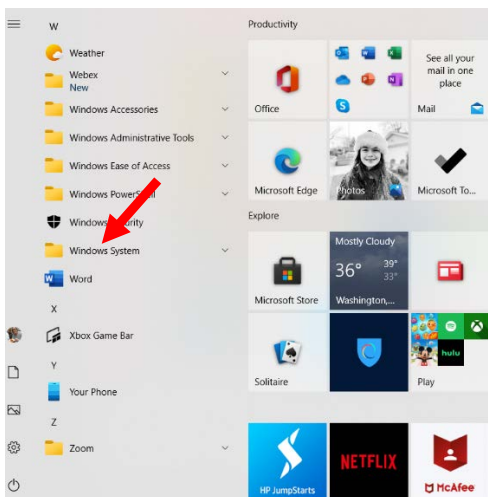 W
Weather
Webex
New
Windows Accessories
Windows Administrative Tools
Windows Ease of Access
Windows PowerShell
Windows Security
Windows System
Word
X
Xbox Game Bar
Y
Your Phone
Z
Zoom
Productivity
Office
See all your
mail in one
place
Mail
Microsoft Edge
Photos
Microsoft To...
Explore
Microsoft Store
Mostly Cloudy
36° 39°
33°
Washington,...
Solitaire
hulu
Play
HP JumpStarts
NETFLIX
McAfee